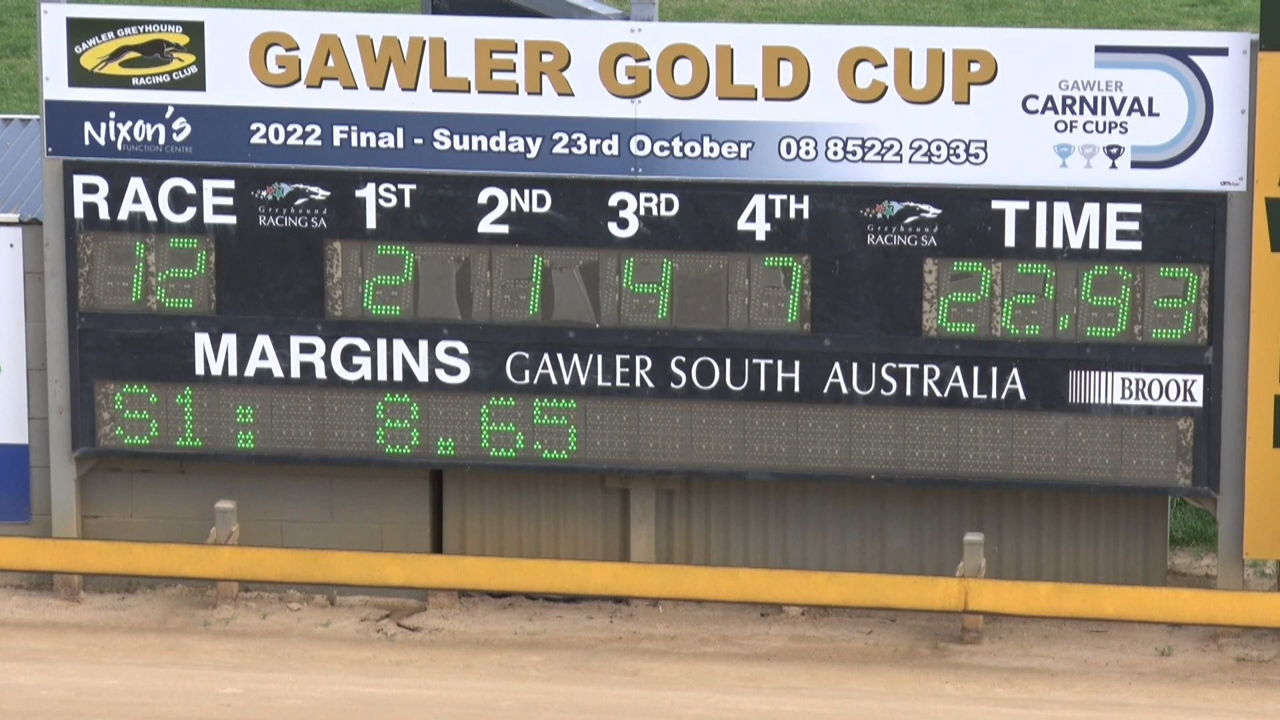 GAWLER GREYHOUND
RACING CLUB
GAWLER GOLD CUP
GAWLER
CARNIVAL
OF CUPS
Nixon's
FUNCTION CENTRE
2022 Final - Sunday 23rd October 08 8522 2935
RACE
Greyhound
RACING SA
1ST 2ND 3RD 4TH
Greyhound
RACING SA
TIME
12 2 1 4 7 22.93
MARGINS GAWLER SOUTH AUSTRALIA BROOK
S1: 8.65